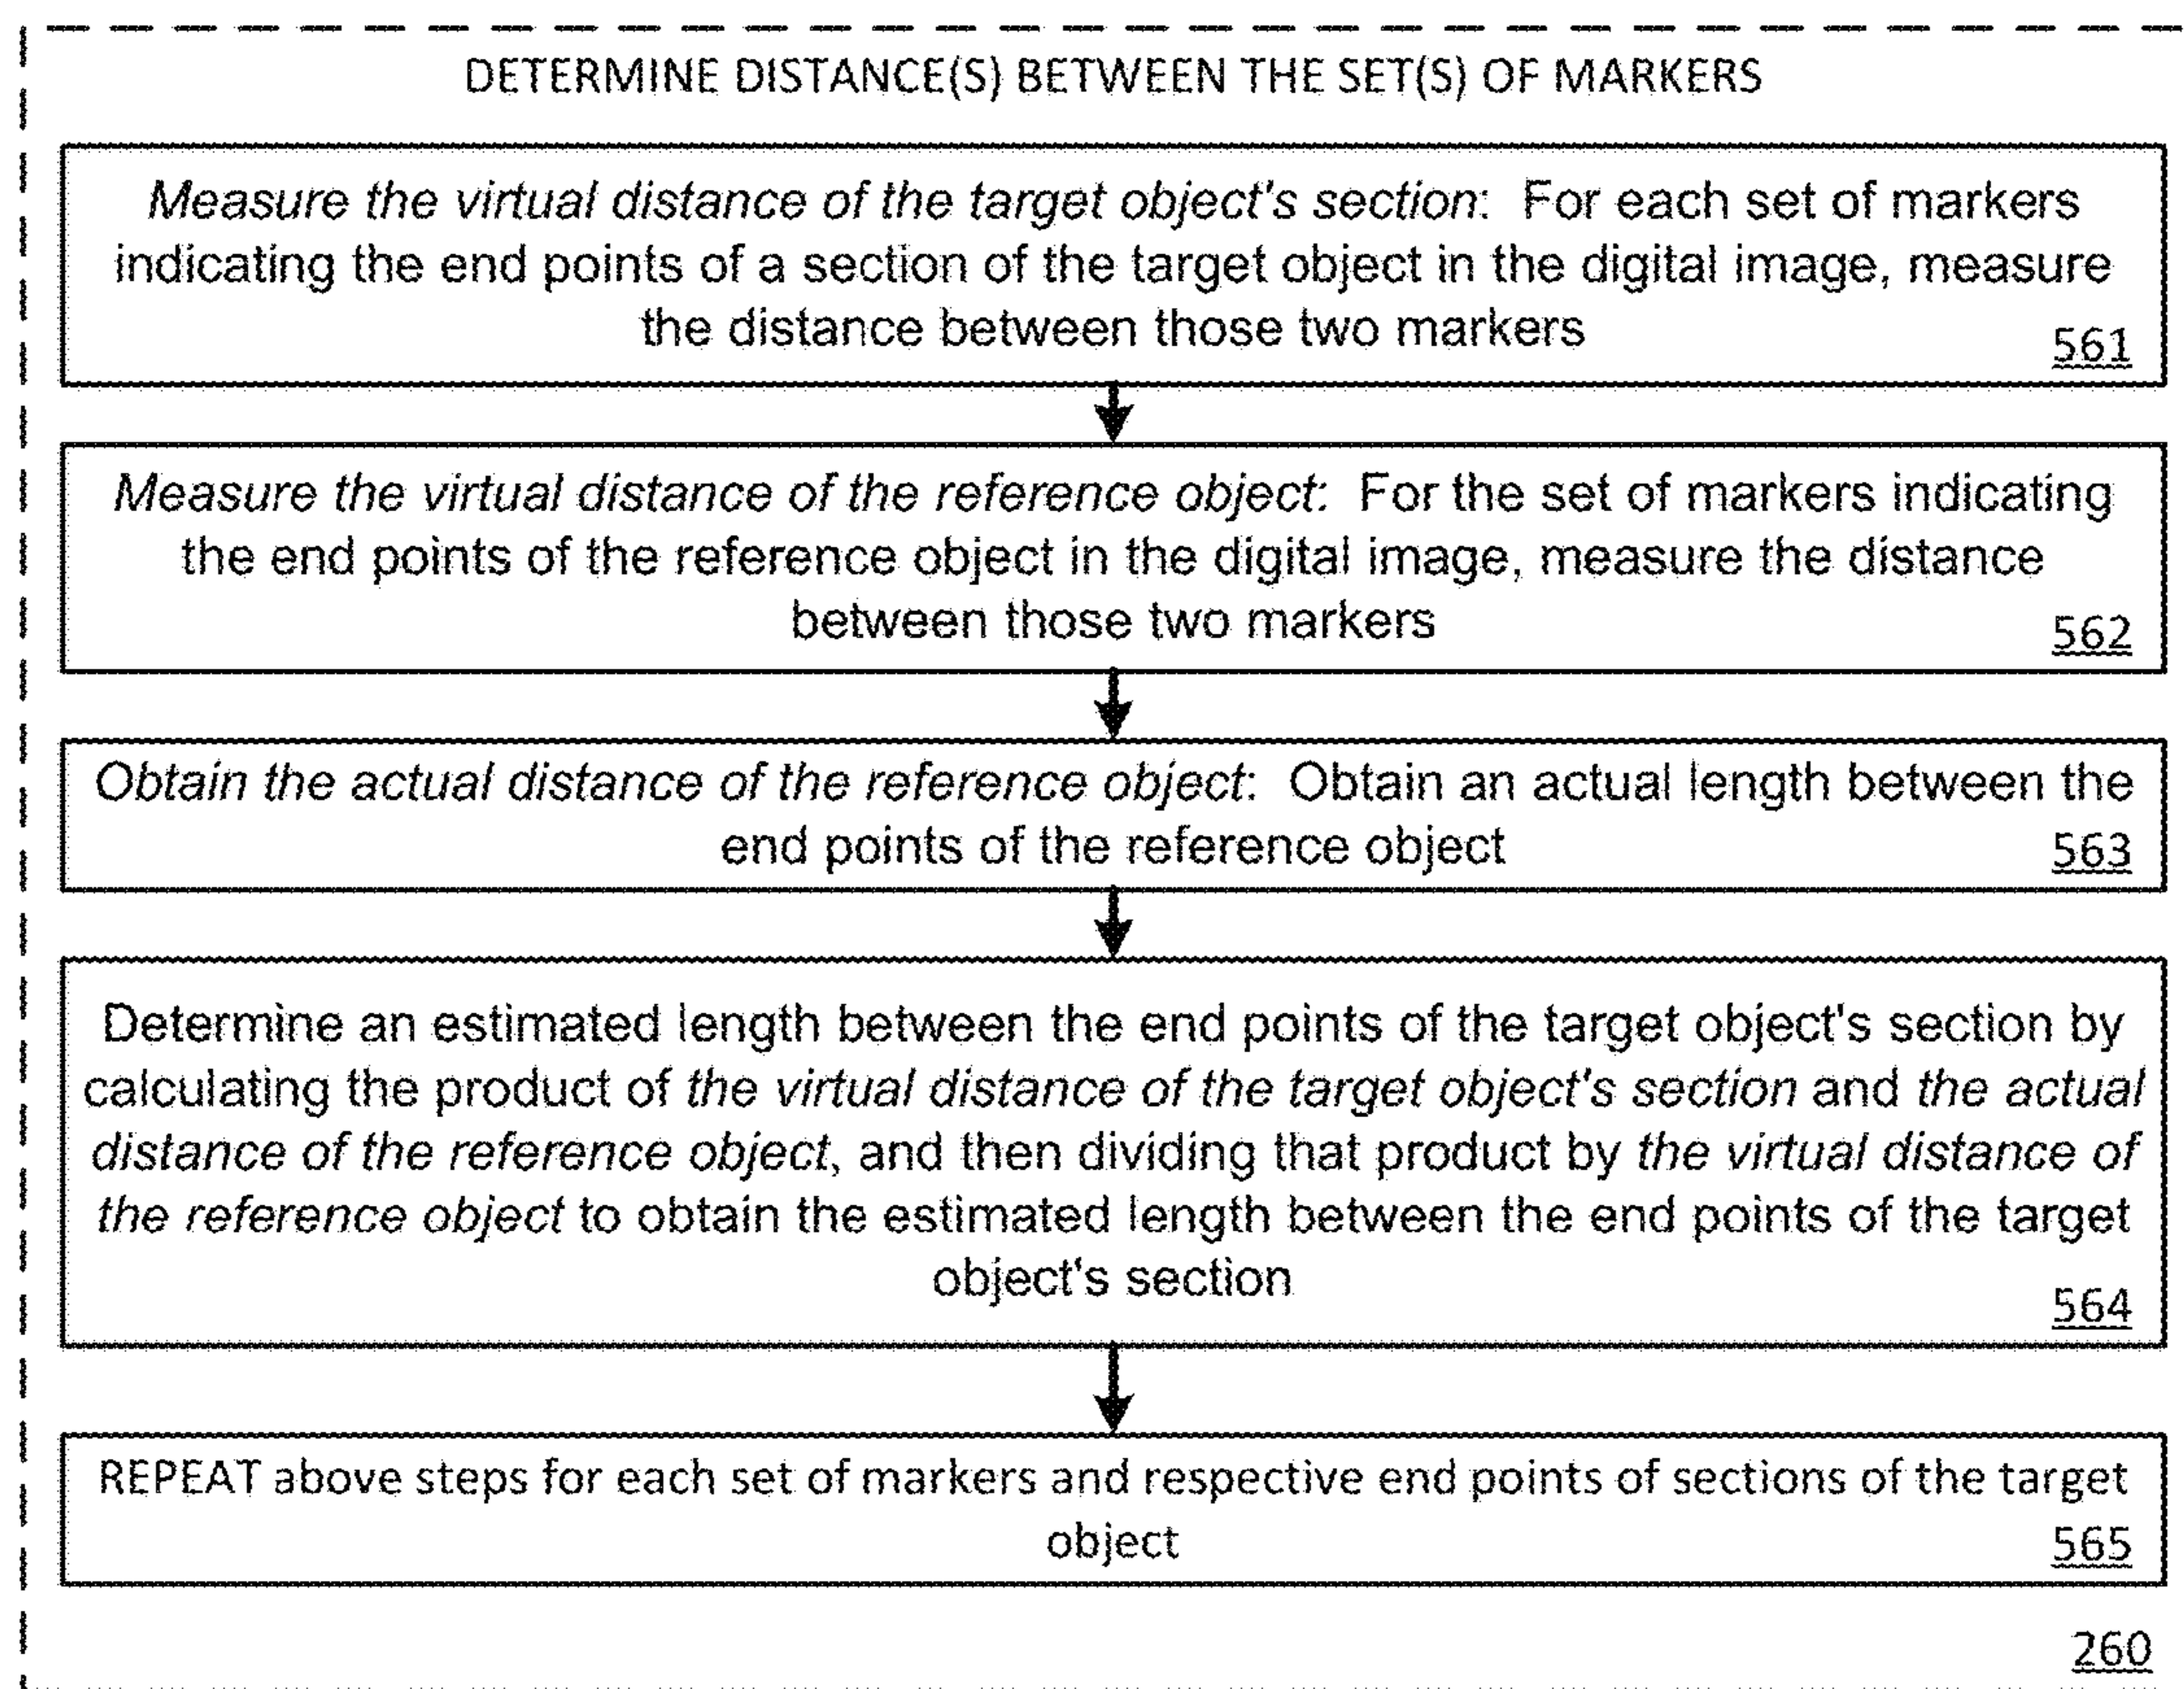 DETERMINE DISTANCE(S) BETWEEN THE SET(S) OF MARKERS
Measure the virtual distance of the target object's section: For each set of markers
indicating the end points of a section of the target object in the digital image, measure
the distance between those two markers
561
Measure the virtual distance of the reference object: For the set of markers indicating
the end points of the reference object in the digital image, measure the distance
between those two markers
562
Obtain the actual distance of the reference object: Obtain an actual length between the
end points of the reference object
563
Determine an estimated length between the end points of the target object's section by
calculating the product of the virtual distance of the target object's section and the actual
distance of the reference object, and then dividing that product by the virtual distance of
the reference object to obtain the estimated length between the end points of the target
object's section
564
REPEAT above steps for each set of markers and respective end points of sections of the target
object
565
260